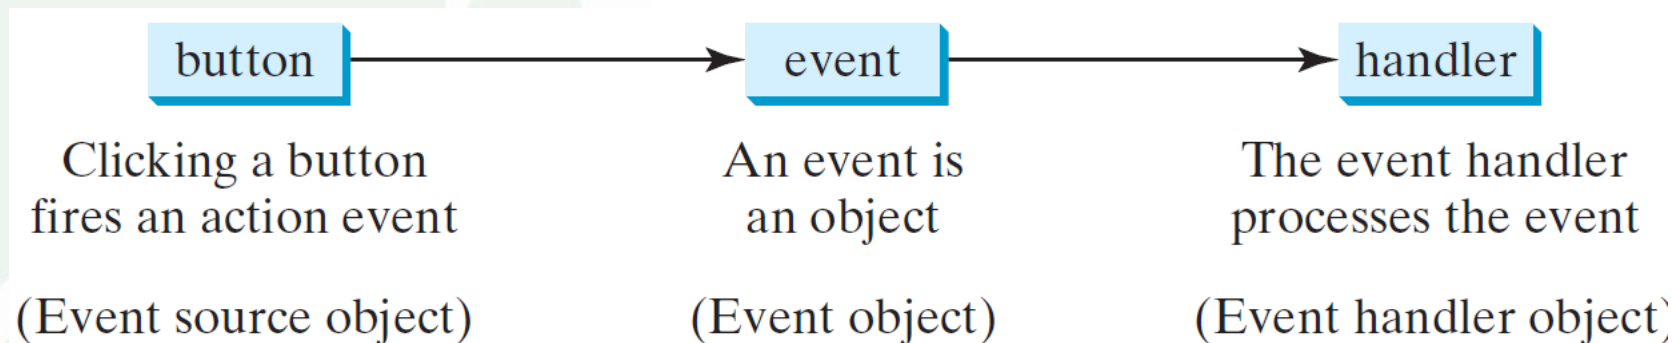 button event handler
Clicking a button An event is The event handler
fires an action event an object processes the event
(Event source object) (Event object) (Event handler object)